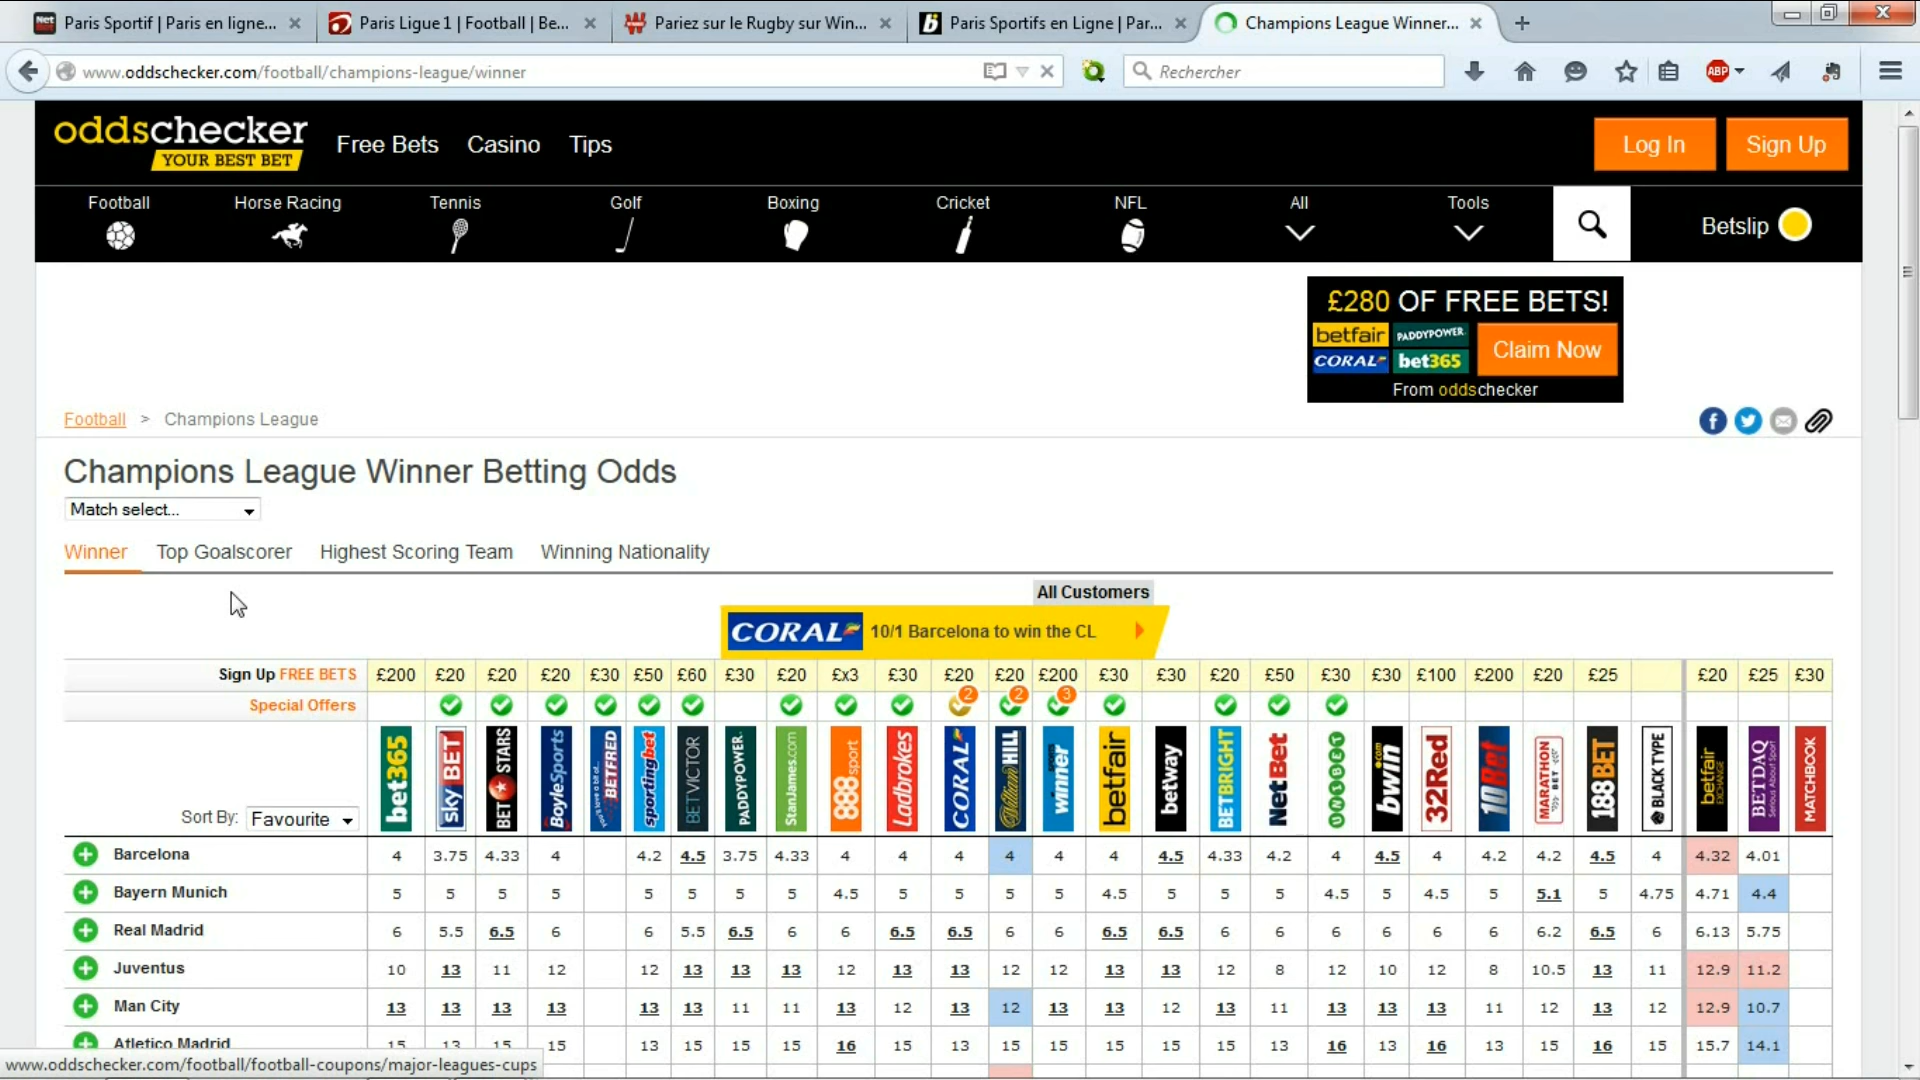 Paris Sportif | Paris en ligne... Paris Ligue 1 | Football | Be... Pariez sur le Rugby sur Win... Paris Sportifs en Ligne | Par... Champions League Winner...
www.oddschecker.com/football/champions-league/winner Rechercher ABP
oddschecker Free Bets Casino Tips Log In Sign Up
YOUR BEST BET
Football Horse Racing Tennis Golf Boxing Cricket NFL All Tools
Betslip
£280 OF FREE BETS!
betfair PADDYPOWER.
CORAL bet365 Claim Now
From oddschecker
Football > Champions League
Champions League Winner Betting Odds
Match select...
Winner Top Goalscorer Highest Scoring Team Winning Nationality
All Customers
CORAL 10/1 Barcelona to win the CL
Sign Up FREE BETS £200 £20 £20 £20 £30 £50 £60 £30 £20 £x3 £30 £20 £20 £200 £30 £30 £20 £50 £30 £30 £100 £200 £20 £25 £20 £25 £30
Special Offers 2 2 3
bet365 sky BET BET STARS BoyleSports BETFRED sportingbet BETVICTOR PADDYPOWER. StanJames.com 888sport Ladbrokes CORAL William HILL winner betfair betway BETBRIGHT NetBet UNIBET bwin.com 32Red 10Bet MARATHON BET 188BET BLACK TYPE betfair EXCHANGE BETDAQ MATCHBOOK
Sort By: Favourite
Barcelona 4 3.75 4.33 4 4.2 4.5 3.75 4.33 4 4 4 4 4 4 4.5 4.33 4.2 4 4.5 4 4.2 4.2 4.5 4 4.32 4.01
Bayern Munich 5 5 5 5 5 5 5 5 4.5 5 5 5 5 4.5 5 5 5 4.5 5 4.5 5 5.1 5 4.75 4.71 4.4
Real Madrid 6 5.5 6.5 6 6 5.5 6.5 6 6 6.5 6.5 6 6 6.5 6.5 6 6 6 6 6 6 6.2 6.5 6 6.13 5.75
Juventus 10 13 11 12 12 13 13 13 12 13 13 12 12 13 13 12 8 12 10 12 8 10.5 13 11 12.9 11.2
Man City 13 13 13 13 13 13 11 11 13 12 13 12 13 13 12 13 11 13 13 13 11 12 13 12 12.9 10.7
Atletico Madrid 15 13 15 15 13 15 15 15 16 15 13 15 15 15 15 15 13 16 13 16 13 15 16 15 15.7 14.1
www.oddschecker.com/football/football-coupons/major-leagues-cups